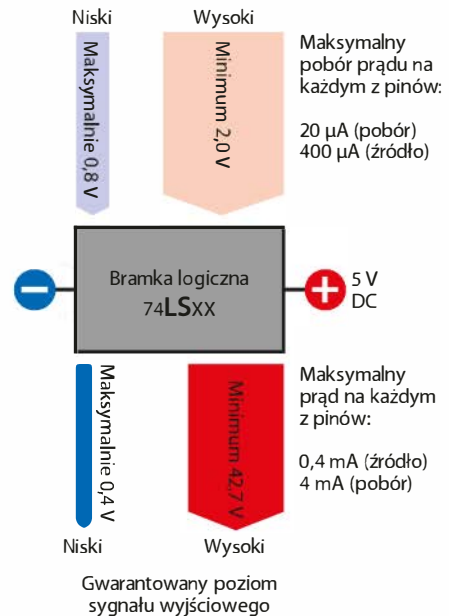 Niski
Wysoki
Maksymalnie 0,8 V
Minimum 2,0 V
Maksymalny
pobór prądu na
każdym z pinów:
20 µA (pobór)
400 µA (źródło)
Bramka logiczna
74LSXX
5 V
DC
Maksymalnie 0,4 V
Minimum 42,7 V
Maksymalny
prąd na każdym
z pinów:
0,4 mA (źródło)
4 mA (pobór)
Niski
Wysoki
Gwarantowany poziom
sygnału wyjściowego